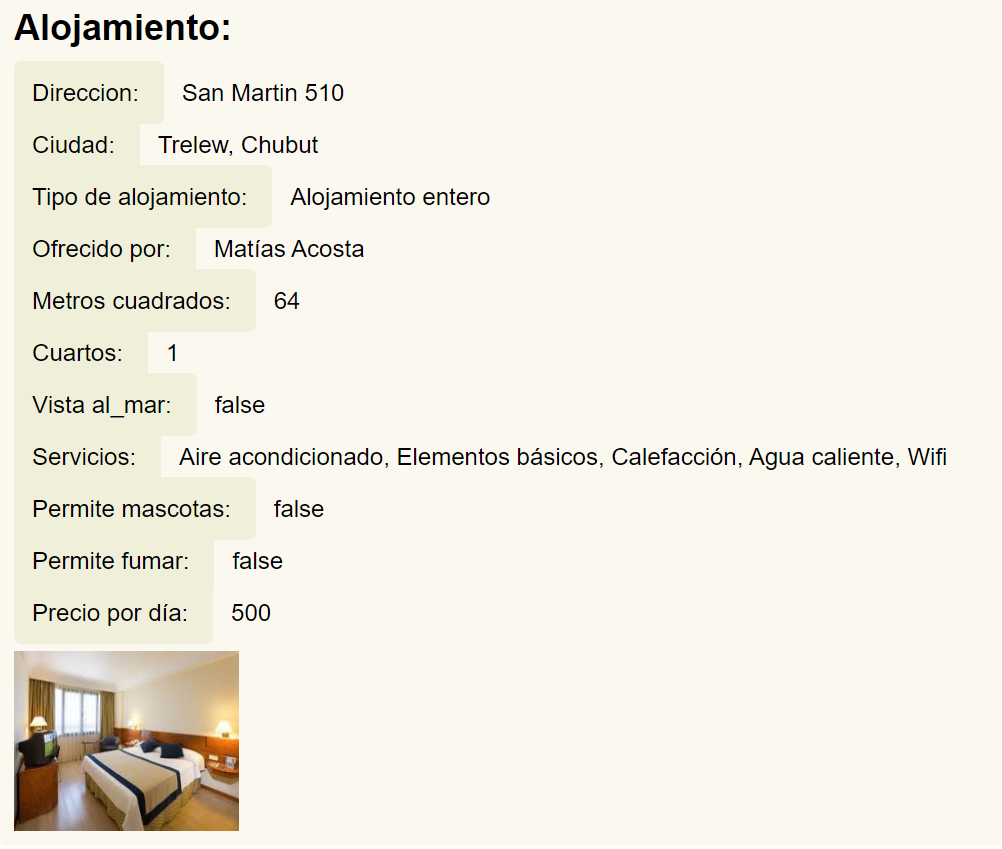 Alojamiento:
Direccion: San Martin 510
Ciudad: Trelew, Chubut
Tipo de alojamiento: Alojamiento entero
Ofrecido por: Matías Acosta
Metros cuadrados: 64
Cuartos: 1
Vista al_mar: false
Servicios: Aire acondicionado, Elementos básicos, Calefacción, Agua caliente, Wifi
Permite mascotas: false
Permite fumar: false
Precio por día: 500